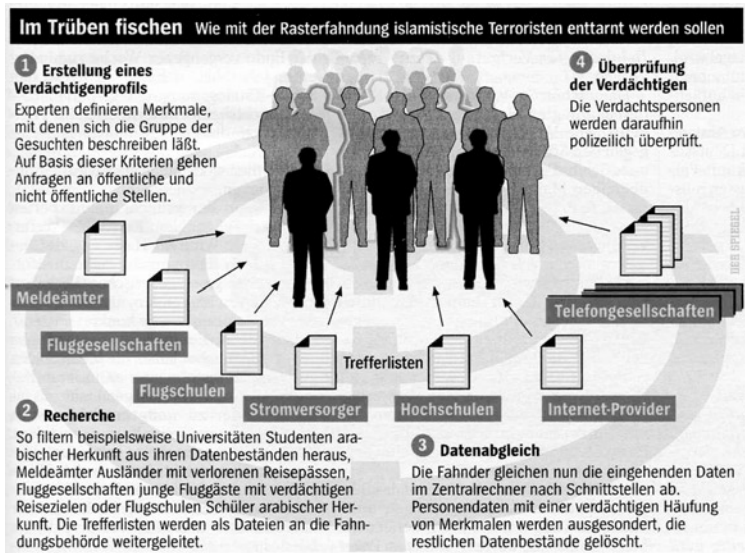 Im Trüben fischen Wie mit der Rasterfahndung islamistische Terroristen enttarnt werden sollen
1 Erstellung eines
Verdächtigenprofils
Experten definieren Merkmale,
mit denen sich die Gruppe der
Gesuchten beschreiben läßt.
Auf Basis dieser Kriterien gehen
Anfragen an öffentliche und
nicht öffentliche Stellen.
4 Überprüfung
der Verdächtigen
Die Verdachtspersonen
werden daraufhin
polizeilich überprüft.
DER SPIEGEL
Meldeämter
Fluggesellschaften
Flugschulen
Stromversorger
Trefferlisten
Hochschulen
Internet-Provider
Telefongesellschaften
2 Recherche
So filtern beispielsweise Universitäten Studenten ara-
bischer Herkunft aus ihren Datenbeständen heraus,
Meldeämter Ausländer mit verlorenen Reisepässen,
Fluggesellschaften junge Fluggäste mit verdächtigen
Reisezielen oder Flugschulen Schüler arabischer Her-
kunft. Die Trefferlisten werden als Dateien an die Fahn-
dungsbehörde weitergeleitet.
3 Datenabgleich
Die Fahnder gleichen nun die eingehenden Daten
im Zentralrechner nach Schnittstellen ab.
Personendaten mit einer verdächtigen Häufung
von Merkmalen werden ausgesondert, die
restlichen Datenbestände gelöscht.